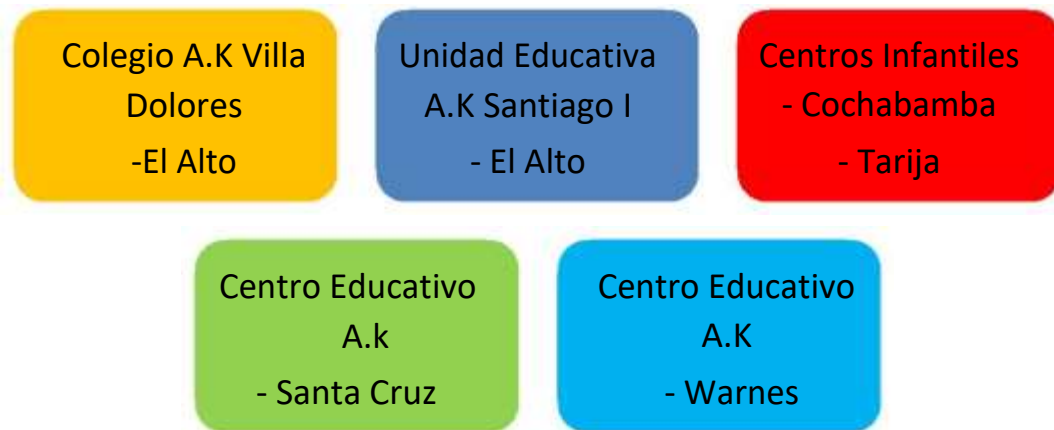 Colegio A.K Villa
Dolores
-El Alto
Unidad Educativa
A.K Santiago I
- El Alto
Centros Infantiles
- Cochabamba
- Tarija
Centro Educativo
A.k
- Santa Cruz
Centro Educativo
A.K
- Warnes